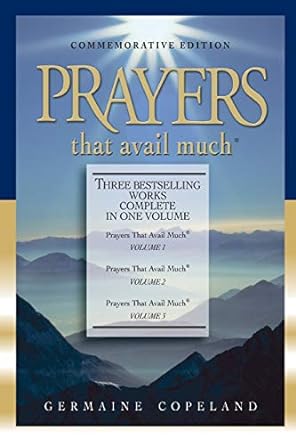 COMMEMORATIVE EDITION
PRAYERS
that avail much®
THREE BESTSELLING
WORKS
COMPLETE
IN ONE VOLUME
Prayers That Avail Much®
VOLUME 1
Prayers That Avail Much®
VOLUME 2
Prayers That Avail Much®
VOLUME 3
GERMAINE COPELAND